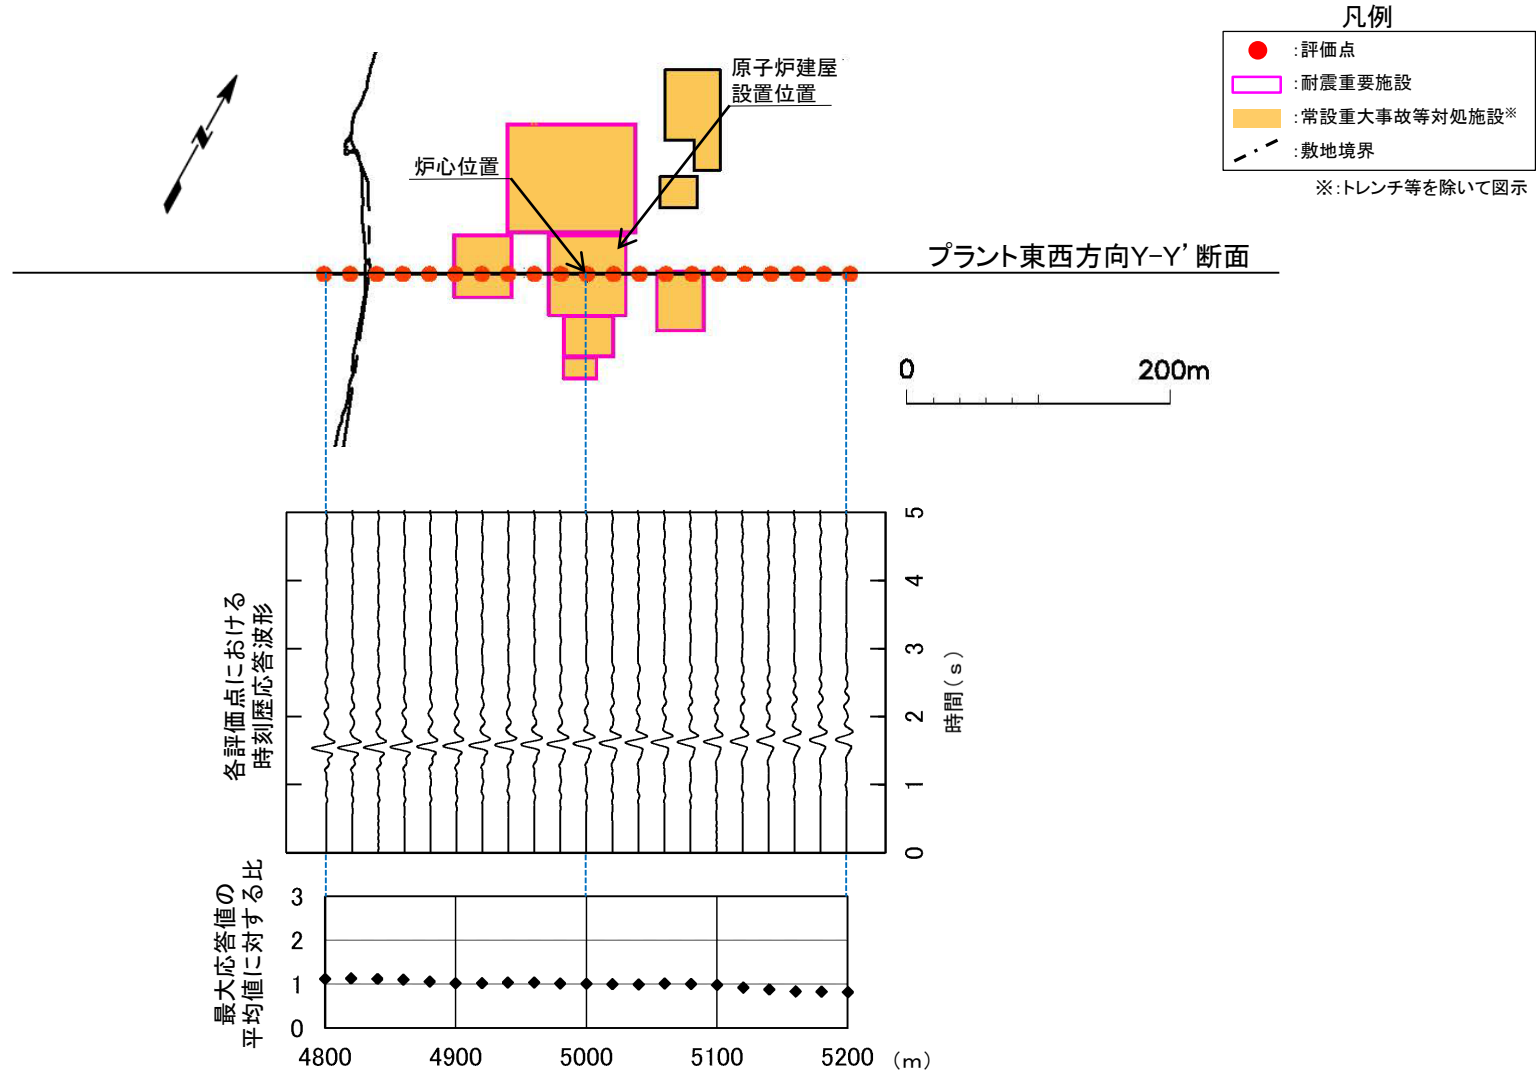 凡例
:評価点
:耐震重要施設
:常設重大事故等対処施設※
:敷地境界
※:トレンチ等を除いて図示
原子炉建屋
設置位置
炉心位置
N
プラント東西方向Y-Y’断面
0 200m
各評価点における
時刻歴応答波形
5
4
3
2
1
0
時間(s)
最大応答値の
平均値に対する比
3
2
1
0
4800 4900 5000 5100 5200 (m)